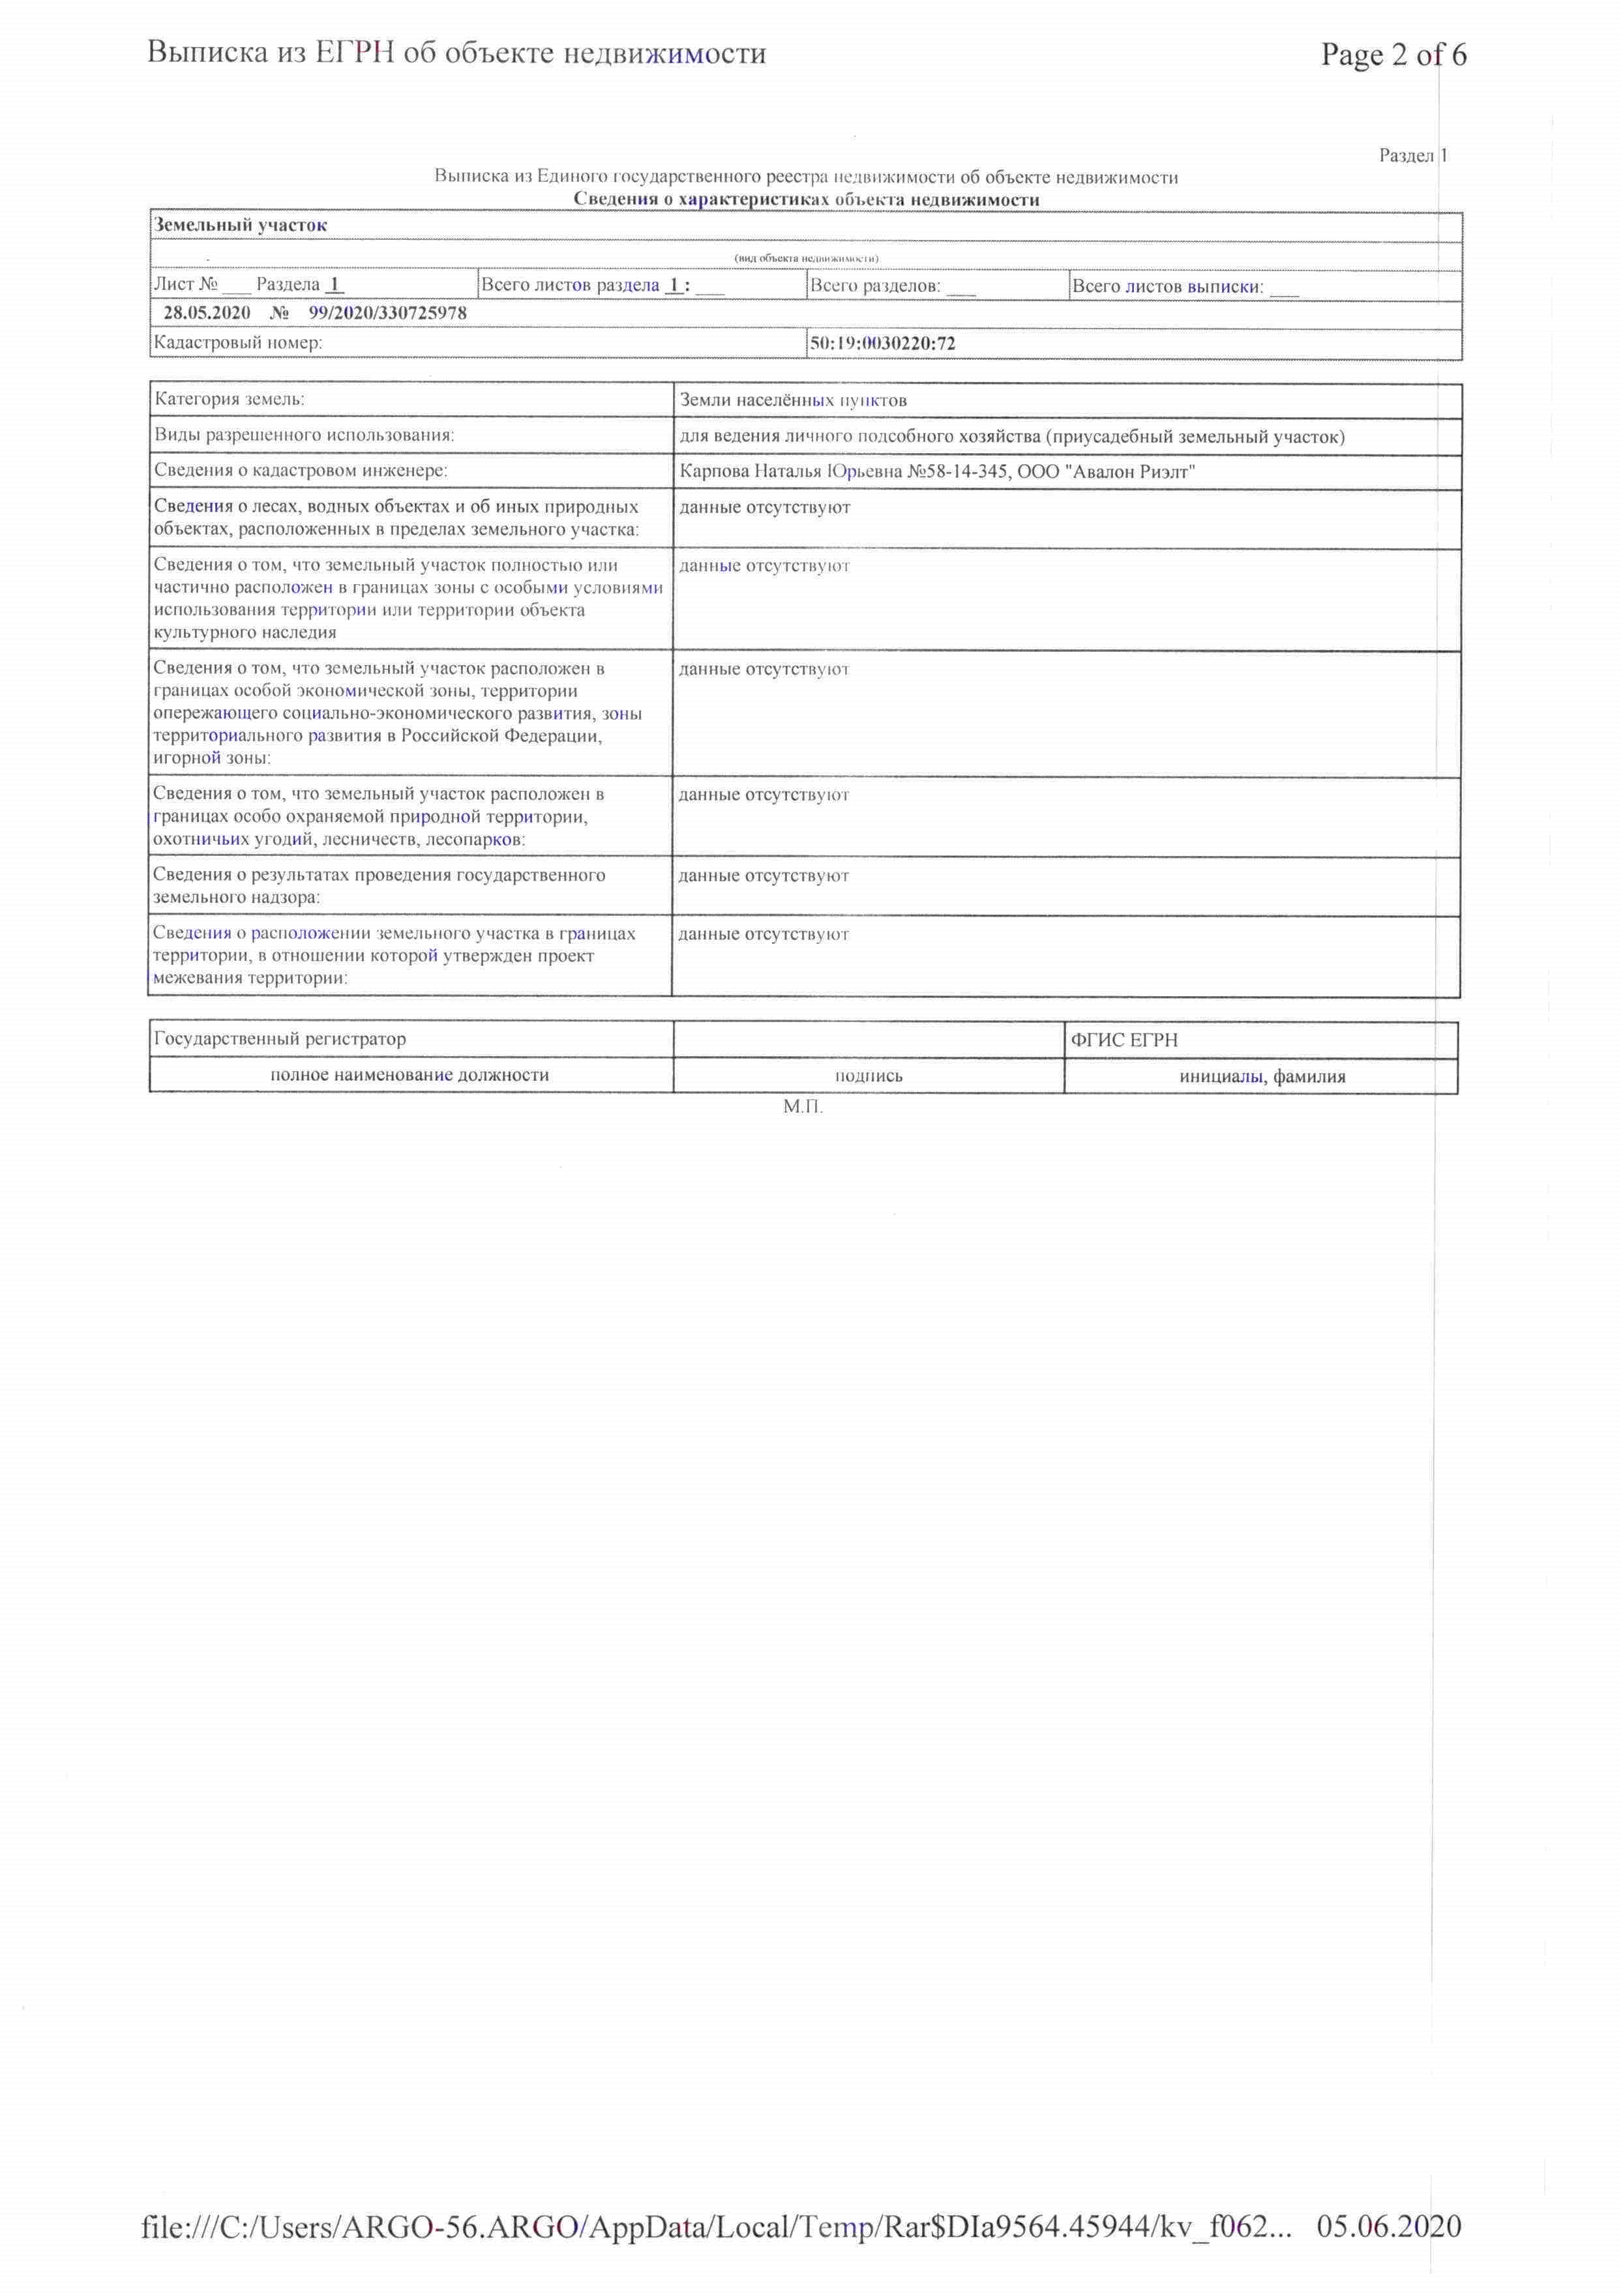 Выписка из ЕГРН об объекте недвижимости Page 2 of 6
Раздел 1
Выписка из Единого государственного реестра недвижимости об объекте недвижимости
Сведения о характеристиках объекта недвижимости
Земельный участок
(вид объекта недвижимости)
Лист № ___ Раздела 1 Всего листов раздела 1 : ___ Всего разделов: ___ Всего листов выписки: ___
28.05.2020 № 99/2020/330725978
Кадастровый номер: 50:19:0030220:72
Категория земель: Земли населённых пунктов
Виды разрешенного использования: для ведения личного подсобного хозяйства (приусадебный земельный участок)
Сведения о кадастровом инженере: Карпова Наталья Юрьевна №58-14-345, ООО "Авалон Риэлт"
Сведения о лесах, водных объектах и об иных природных данные отсутствуют
объектах, расположенных в пределах земельного участка:
Сведения о том, что земельный участок полностью или данные отсутствуют
частично расположен в границах зоны с особыми условиями
использования территории или территории объекта
культурного наследия
Сведения о том, что земельный участок расположен в данные отсутствуют
границах особой экономической зоны, территории
опережающего социально-экономического развития, зоны
территориального развития в Российской Федерации,
игорной зоны:
Сведения о том, что земельный участок расположен в данные отсутствуют
границах особо охраняемой природной территории,
охотничьих угодий, лесничеств, лесопарков:
Сведения о результатах проведения государственного данные отсутствуют
земельного надзора:
Сведения о расположении земельного участка в границах данные отсутствуют
территории, в отношении которой утвержден проект
межевания территории:
Государственный регистратор ФГИС ЕГРН
полное наименование должности подпись инициалы, фамилия
М.П.
file:///C:/Users/ARGO-56.ARGO/AppData/Local/Temp/Rar$DIa9564.45944/kv_f062... 05.06.2020